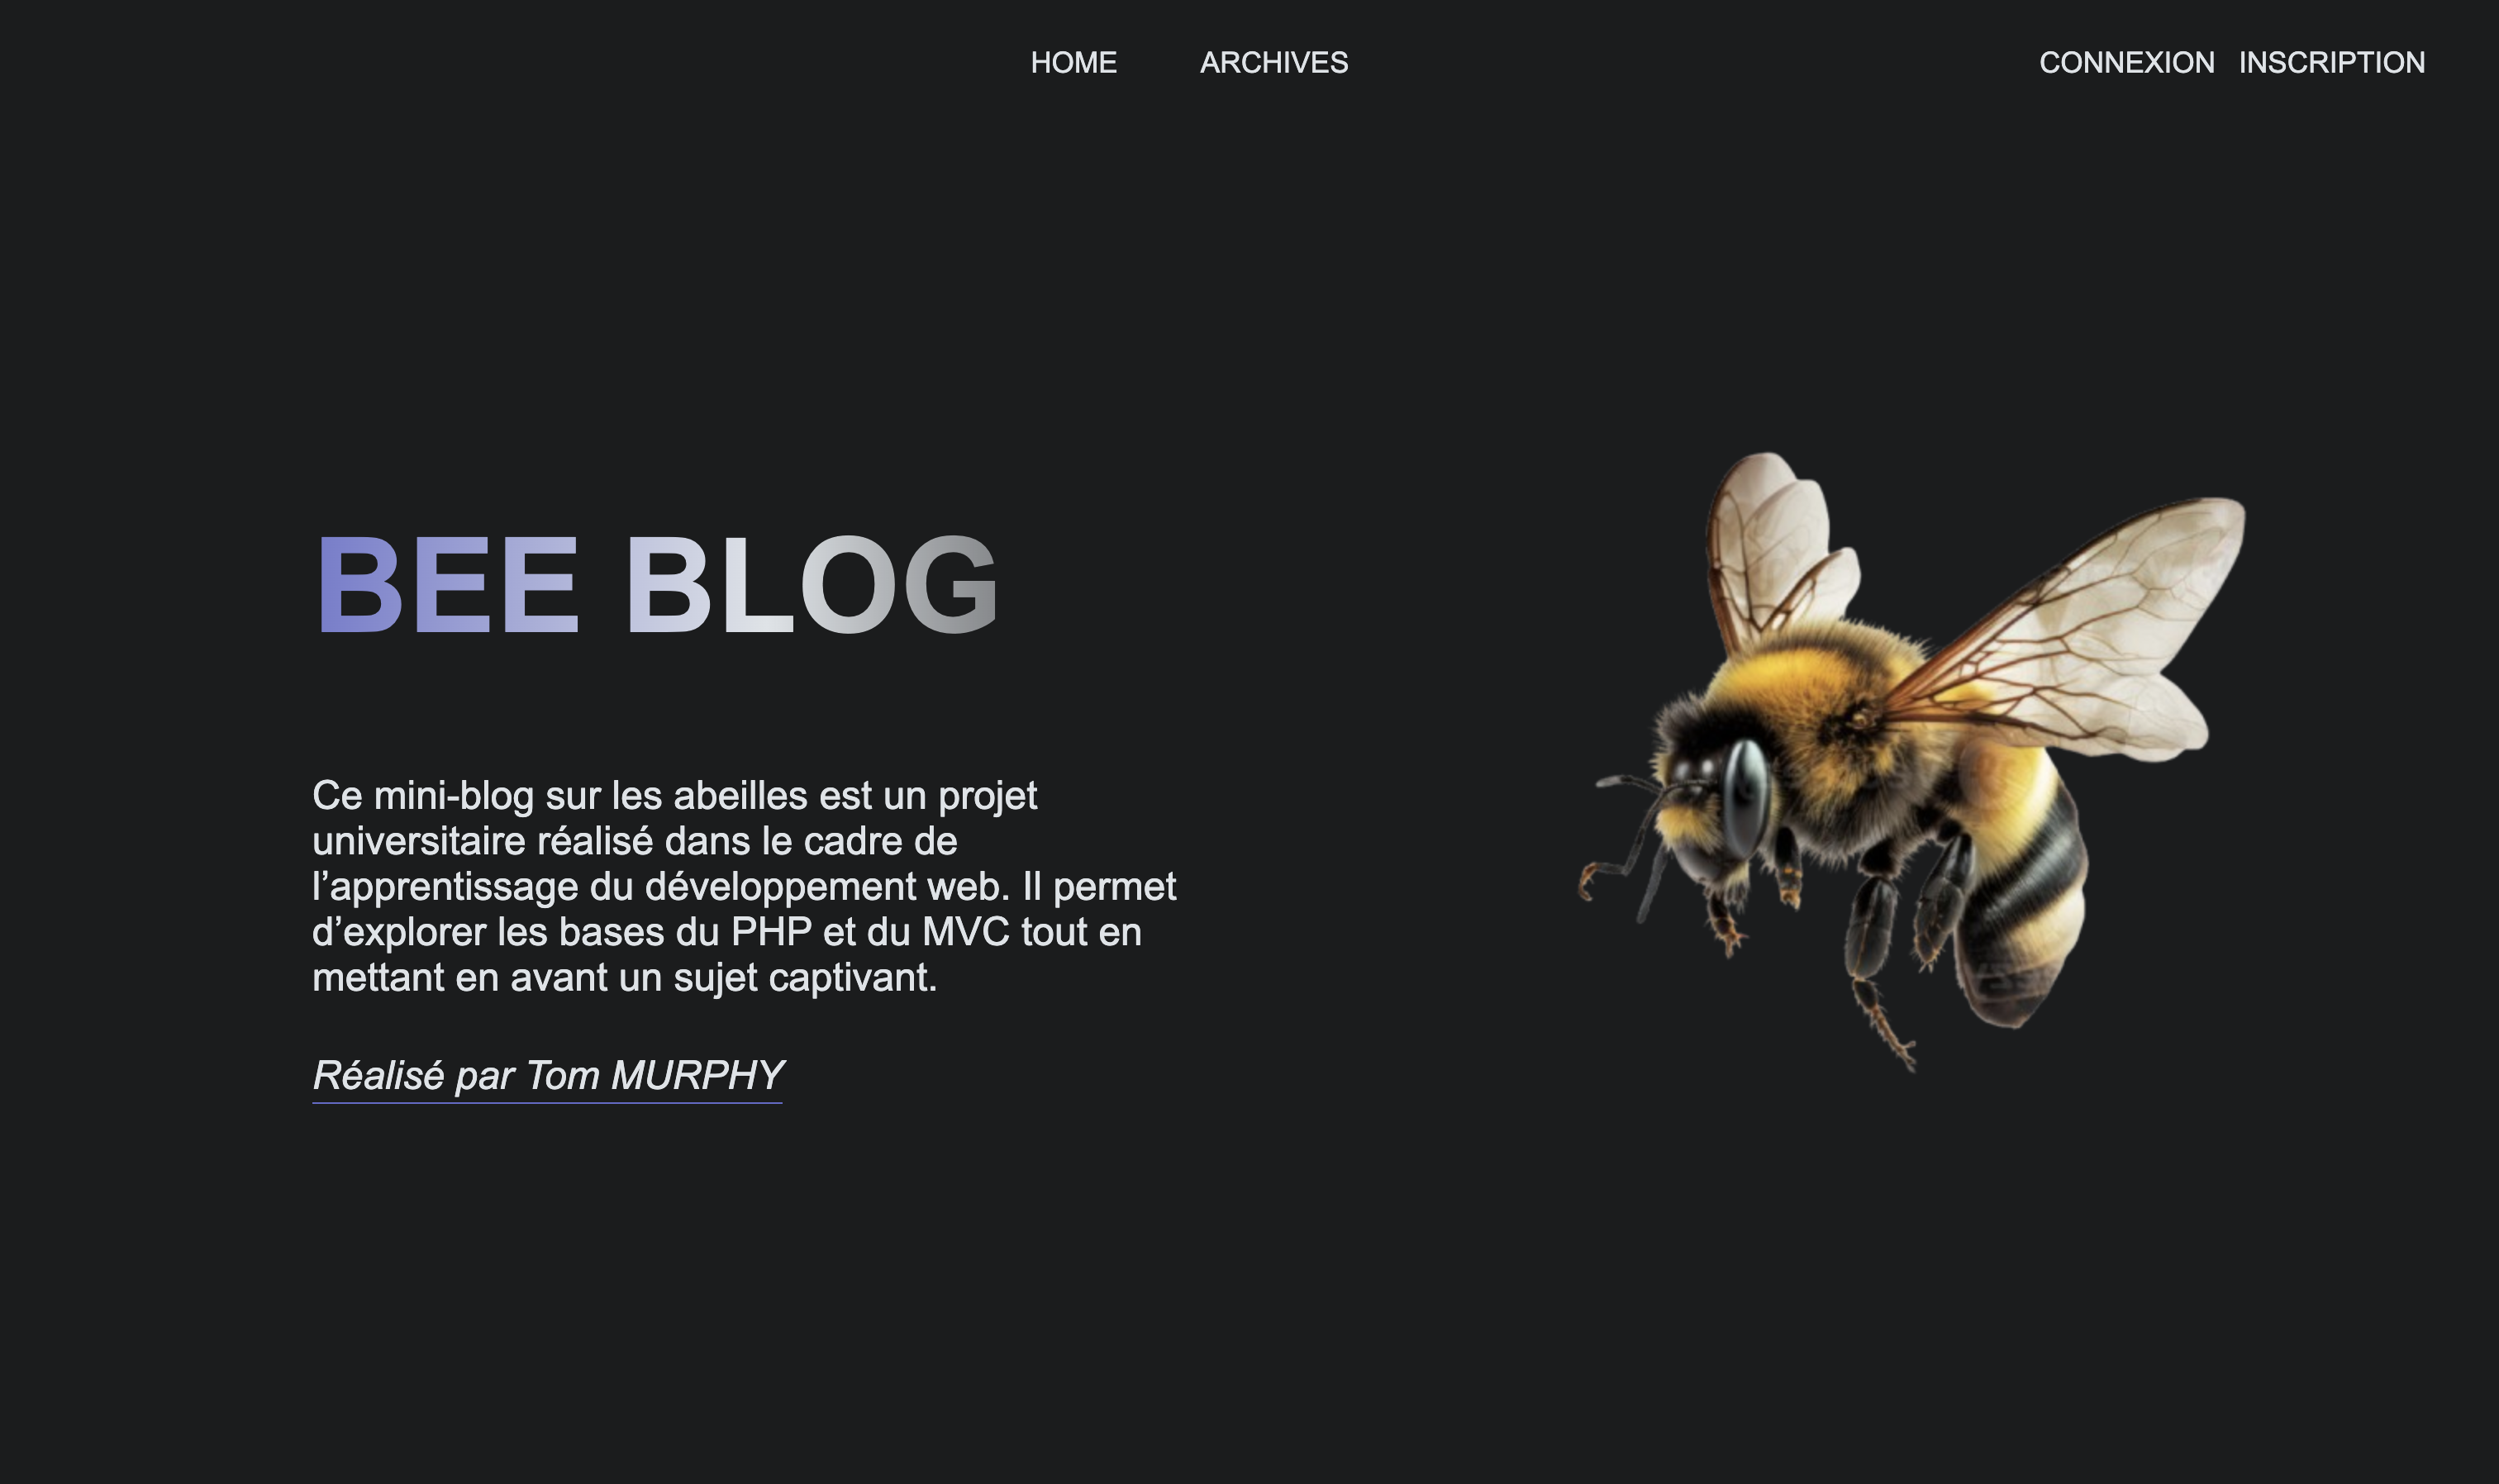 HOME ARCHIVES CONNEXION INSCRIPTION
BEE BLOG
Ce mini-blog sur les abeilles est un projet
universitaire réalisé dans le cadre de
l’apprentissage du développement web. Il permet
d’explorer les bases du PHP et du MVC tout en
mettant en avant un sujet captivant.
Réalisé par Tom MURPHY